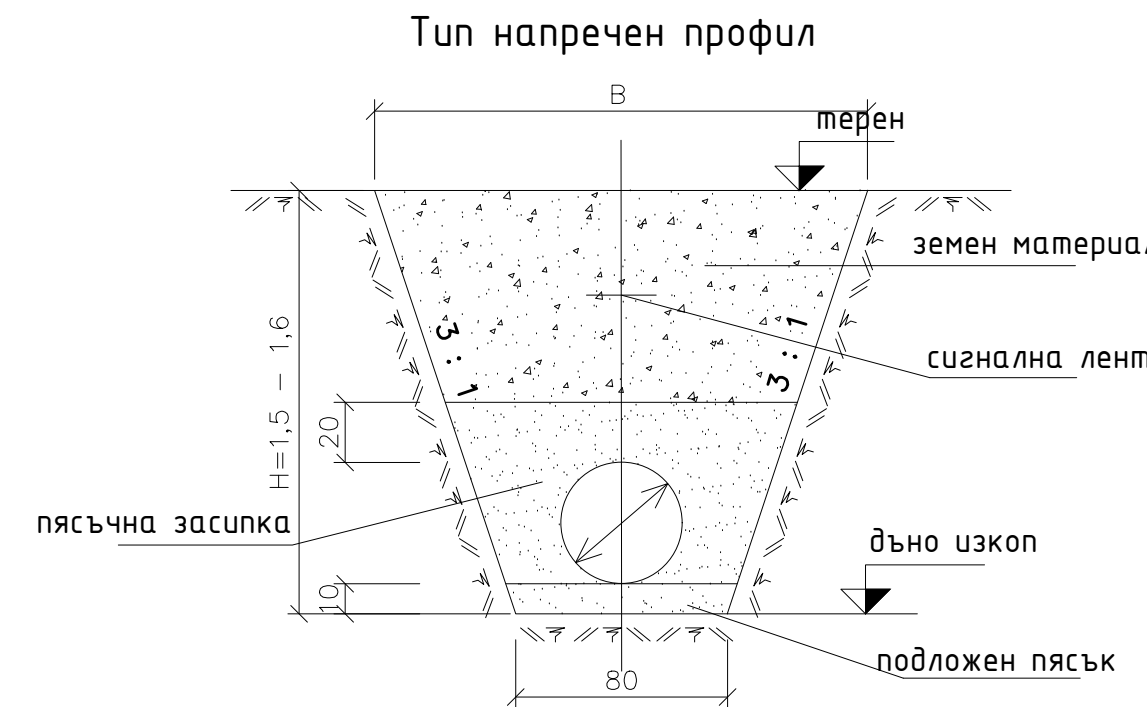 Тип напречен профил
B
терен
земен материал
3 : 1
3 : 1
сигнална лент
H=1,5 – 1,6
20
пясъчна засипка
дъно изкоп
10
подложен пясък
80